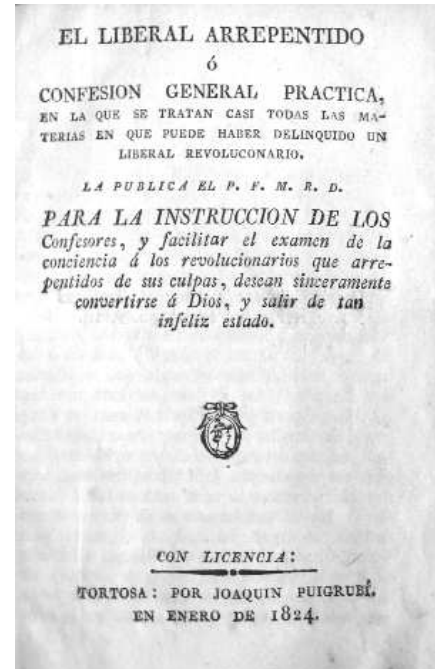 EL LIBERAL ARREPENTIDO
ó
CONFESION GENERAL PRACTICA,
EN LA QUE SE TRATAN CASI TODAS LAS MA-
TERIAS EN QUE PUEDE HABER DELINQUIDO UN
LIBERAL REVOLUCONARIO.
LA PUBLICA EL P. F. M. R. D.
PARA LA INSTRUCCION DE LOS
Confesores, y facilitar el examen de la
conciencia á los revolucionarios que arre-
pentidos de sus culpas, desean sinceramente
convertirse á Dios, y salir de tan
infeliz estado.
CON LICENCIA:
TORTOSA: POR JOAQUIN PUIGRUBÍ.
EN ENERO DE 1824.